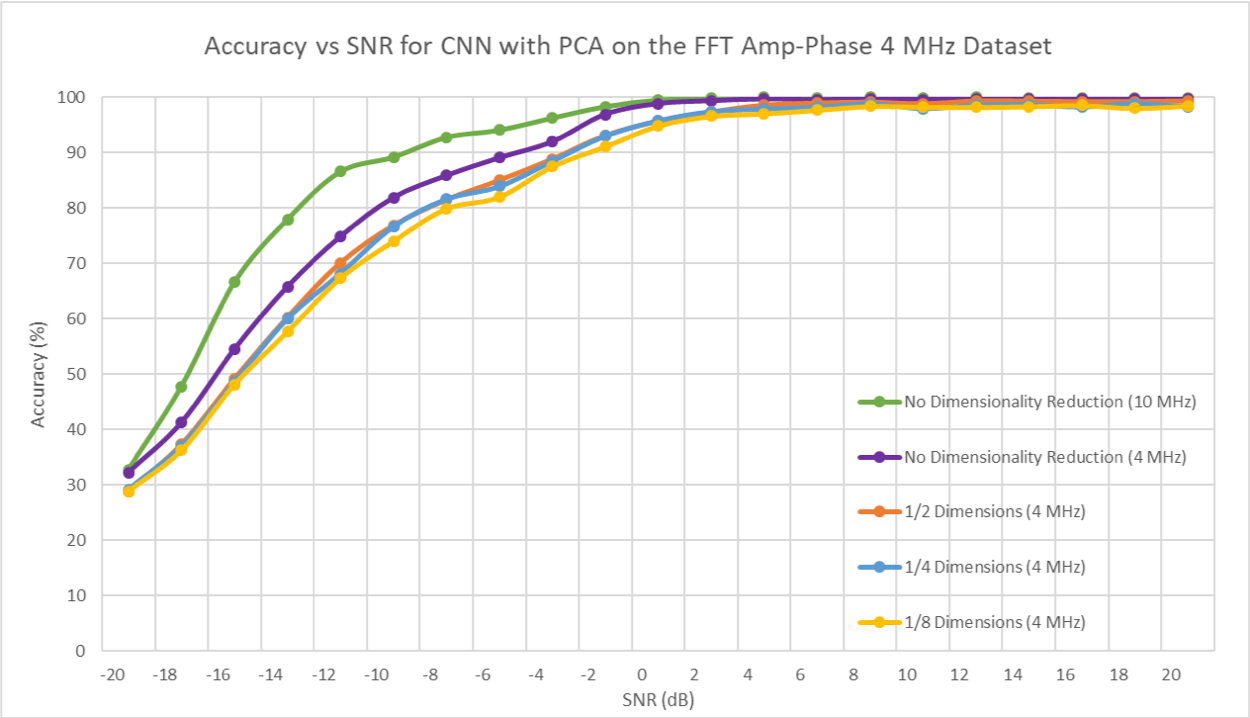 Accuracy vs SNR for CNN with PCA on the FFT Amp-Phase 4 MHz Dataset
Accuracy (%)
100
90
80
70
60
50
40
30
20
10
0
No Dimensionality Reduction (10 MHz)
No Dimensionality Reduction (4 MHz)
1/2 Dimensions (4 MHz)
1/4 Dimensions (4 MHz)
1/8 Dimensions (4 MHz)
-20 -18 -16 -14 -12 -10 -8 -6 -4 -2 0 2 4 6 8 10 12 14 16 18 20
SNR (dB)